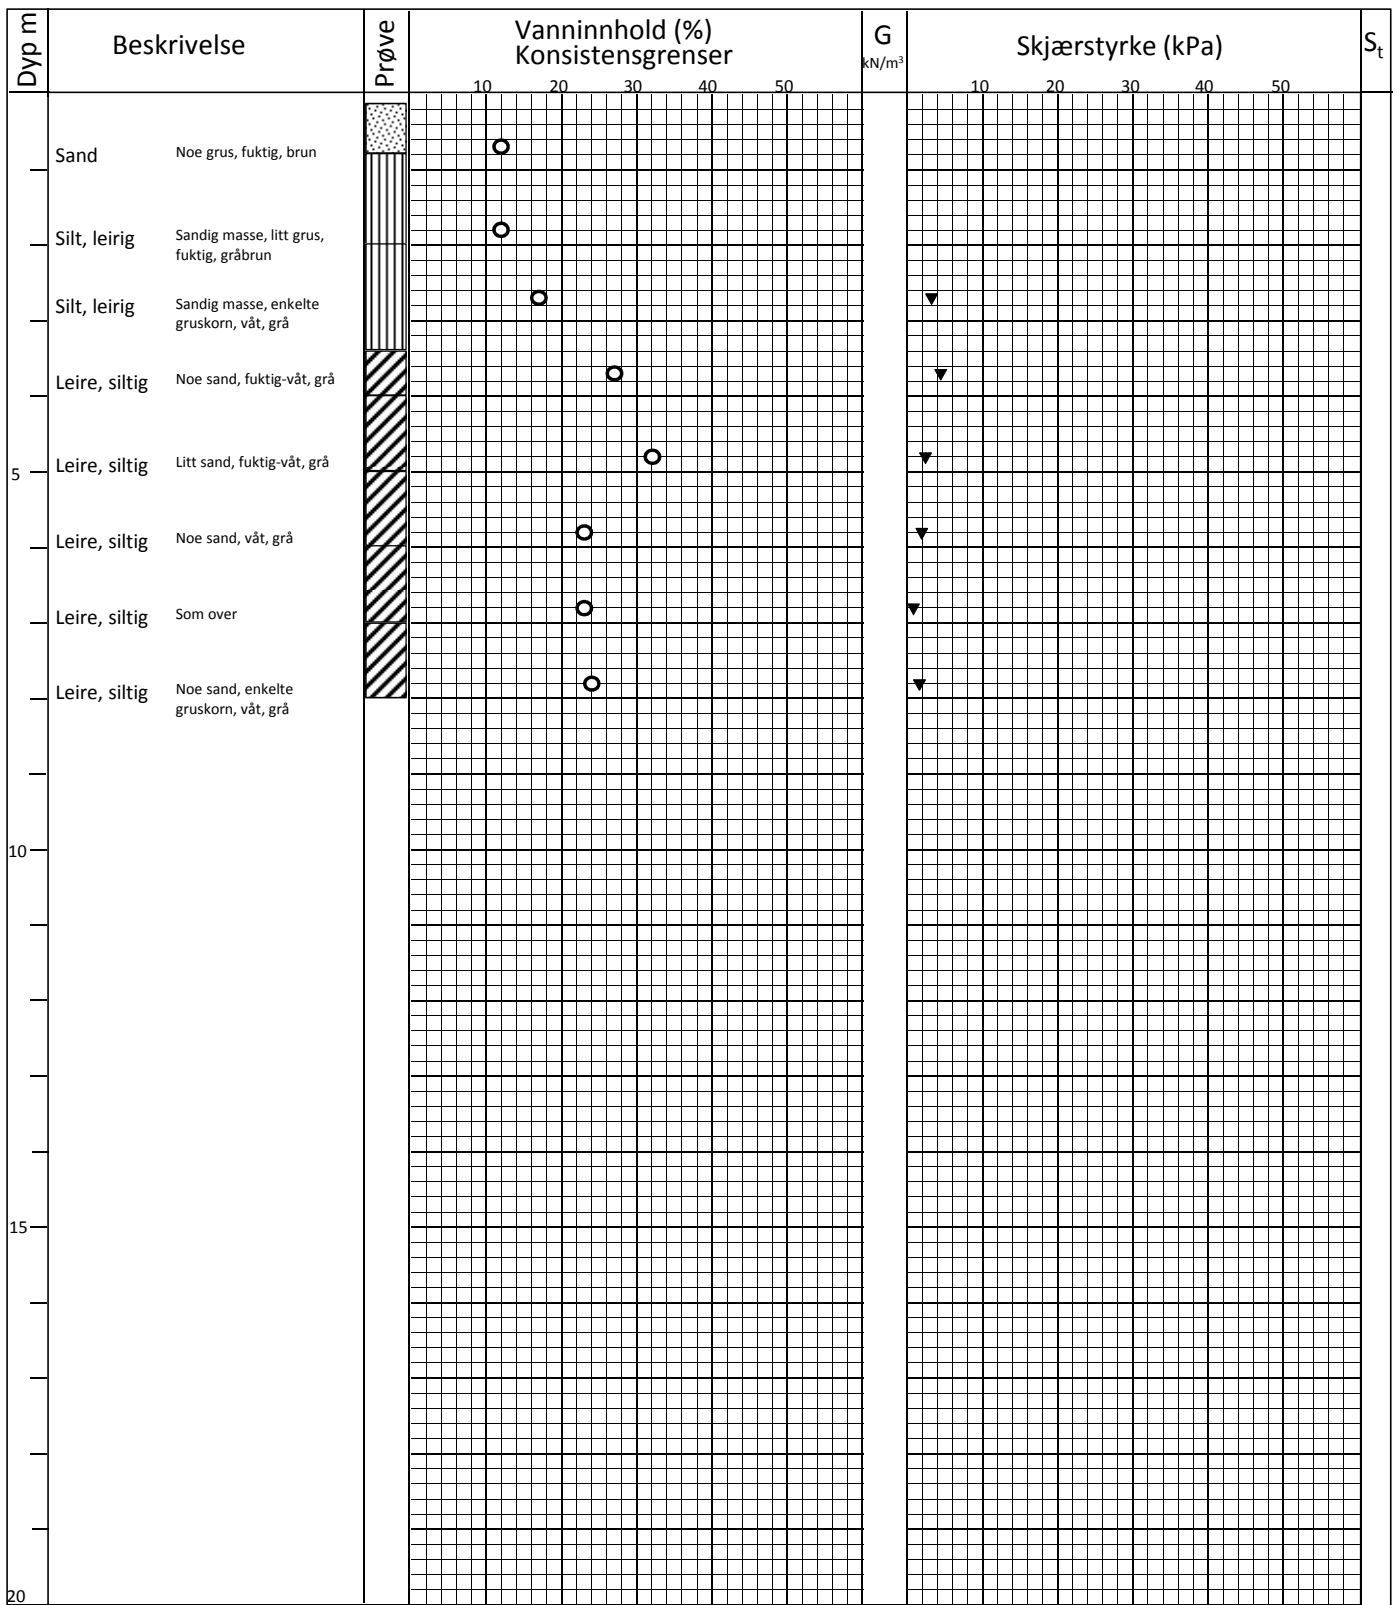 Dyp m
Beskrivelse
Prøve
Vanninnhold (%)
Konsistensgrenser
G
kN/m³
Skjærstyrke (kPa)
St
10 20 30 40 50
10 20 30 40 50
Sand Noe grus, fuktig, brun
Silt, leirig Sandig masse, litt grus,
fuktig, gråbrun
Silt, leirig Sandig masse, enkelte
gruskorn, våt, grå
Leire, siltig Noe sand, fuktig-våt, grå
Leire, siltig Litt sand, fuktig-våt, grå
5
Leire, siltig Noe sand, våt, grå
Leire, siltig Som over
Leire, siltig Noe sand, enkelte
gruskorn, våt, grå
10
15
20